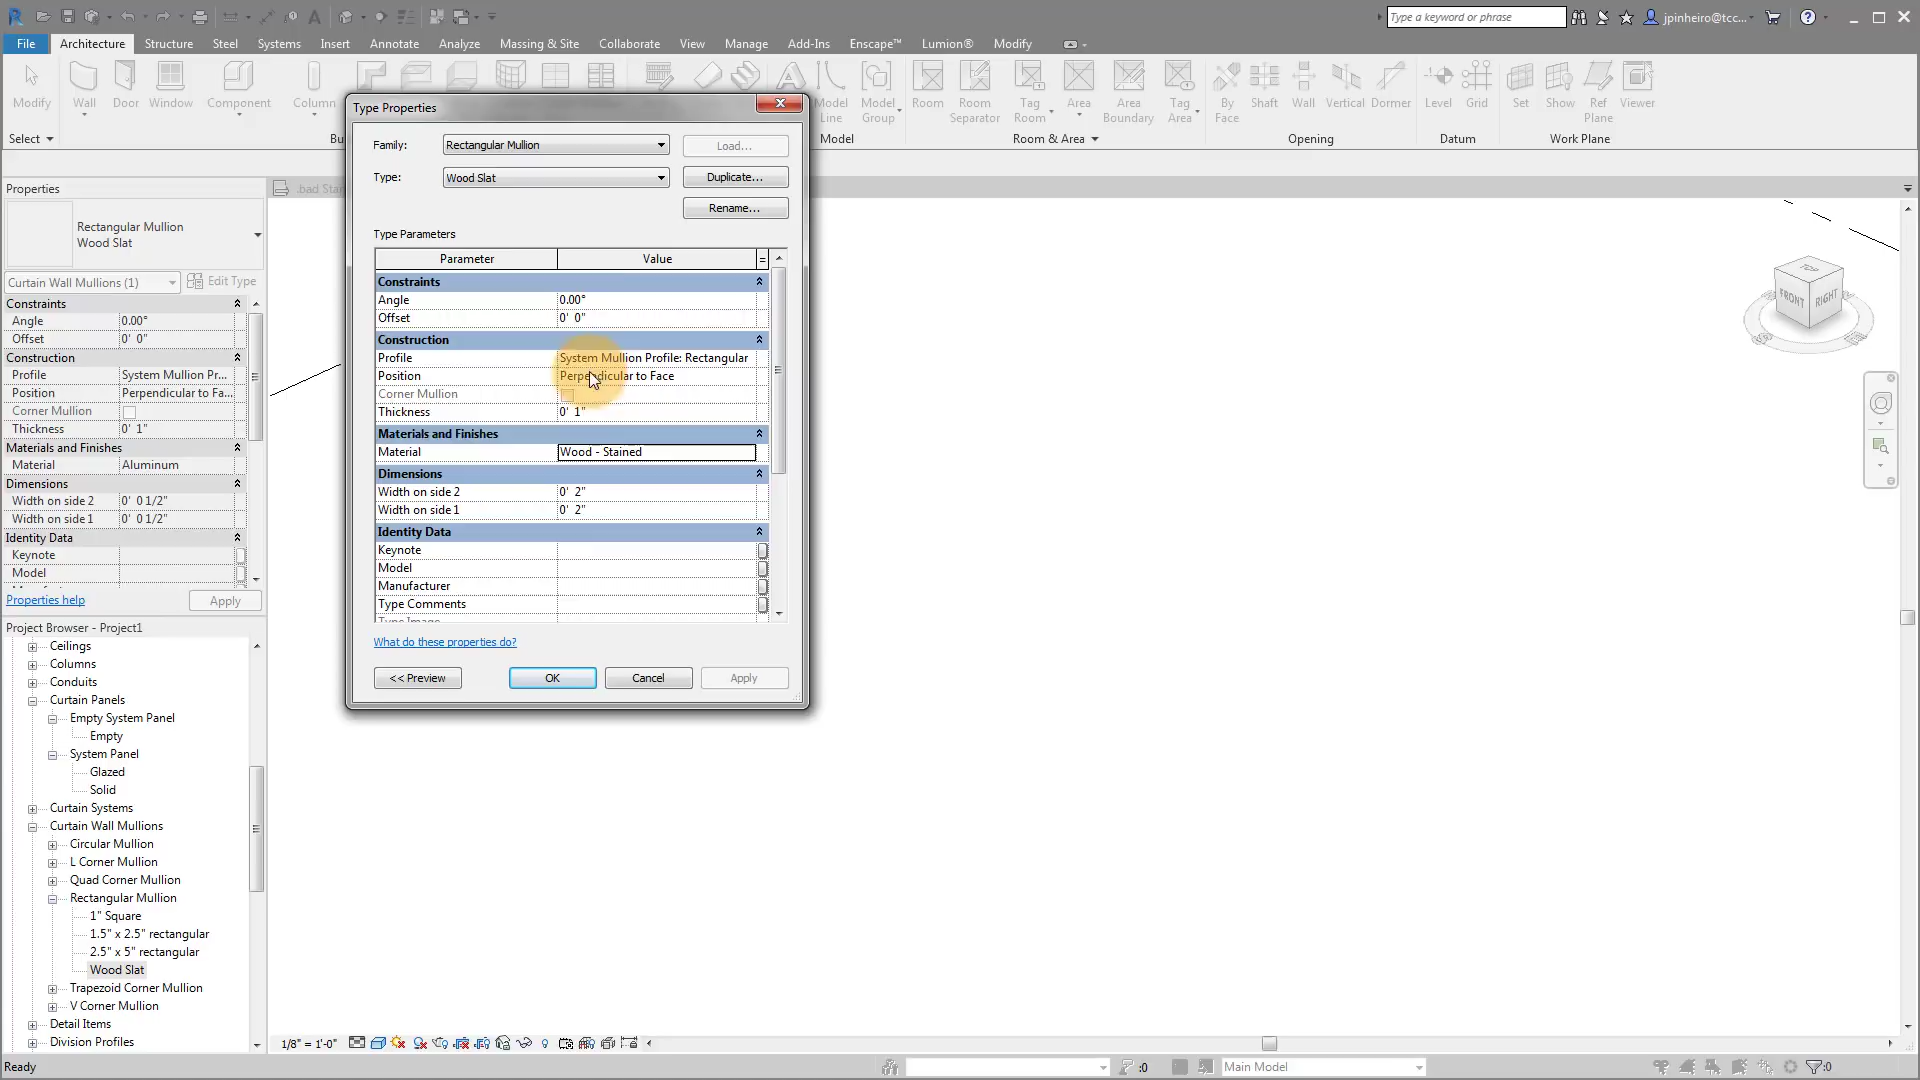 Type a keyword or phrase
jpinheiro@tcc...
File
Architecture
Structure
Steel
Systems
Insert
Annotate
Analyze
Massing & Site
Collaborate
View
Manage
Add-Ins
Enscape™
Lumion®
Modify
Modify
Wall
Door
Window
Component
Column
Model
Line
Model
Group
Room
Room
Separator
Tag
Room
Area
Area
Boundary
Tag
Area
By
Face
Shaft
Wall
Vertical
Dormer
Level
Grid
Set
Show
Ref
Plane
Viewer
Select
Model
Room & Area
Opening
Datum
Work Plane
Properties
Rectangular Mullion
Wood Slat
Curtain Wall Mullions (1)
Edit Type
Constraints
Angle 0.00°
Offset 0' 0"
Construction
Profile System Mullion Pr...
Position Perpendicular to Fa...
Corner Mullion
Thickness 0' 1"
Materials and Finishes
Material Aluminum
Dimensions
Width on side 2 0' 0 1/2"
Width on side 1 0' 0 1/2"
Identity Data
Keynote
Model
Properties help
Apply
Project Browser - Project1
Ceilings
Columns
Conduits
Curtain Panels
Empty System Panel
Empty
System Panel
Glazed
Solid
Curtain Systems
Curtain Wall Mullions
Circular Mullion
L Corner Mullion
Quad Corner Mullion
Rectangular Mullion
1" Square
1.5" x 2.5" rectangular
2.5" x 5" rectangular
Wood Slat
Trapezoid Corner Mullion
V Corner Mullion
Detail Items
Division Profiles
Type Properties
Family: Rectangular Mullion
Load...
Type: Wood Slat
Duplicate...
Rename...
Type Parameters
Parameter Value =
Constraints
Angle 0.00°
Offset 0' 0"
Construction
Profile System Mullion Profile: Rectangular
Position Perpendicular to Face
Corner Mullion
Thickness 0' 1"
Materials and Finishes
Material Wood - Stained
Dimensions
Width on side 2 0' 2"
Width on side 1 0' 2"
Identity Data
Keynote
Model
Manufacturer
Type Comments
Type Image
What do these properties do?
<< Preview
OK
Cancel
Apply
TOP
FRONT
RIGHT
1/8" = 1'-0"
Ready
:0
Main Model
:0